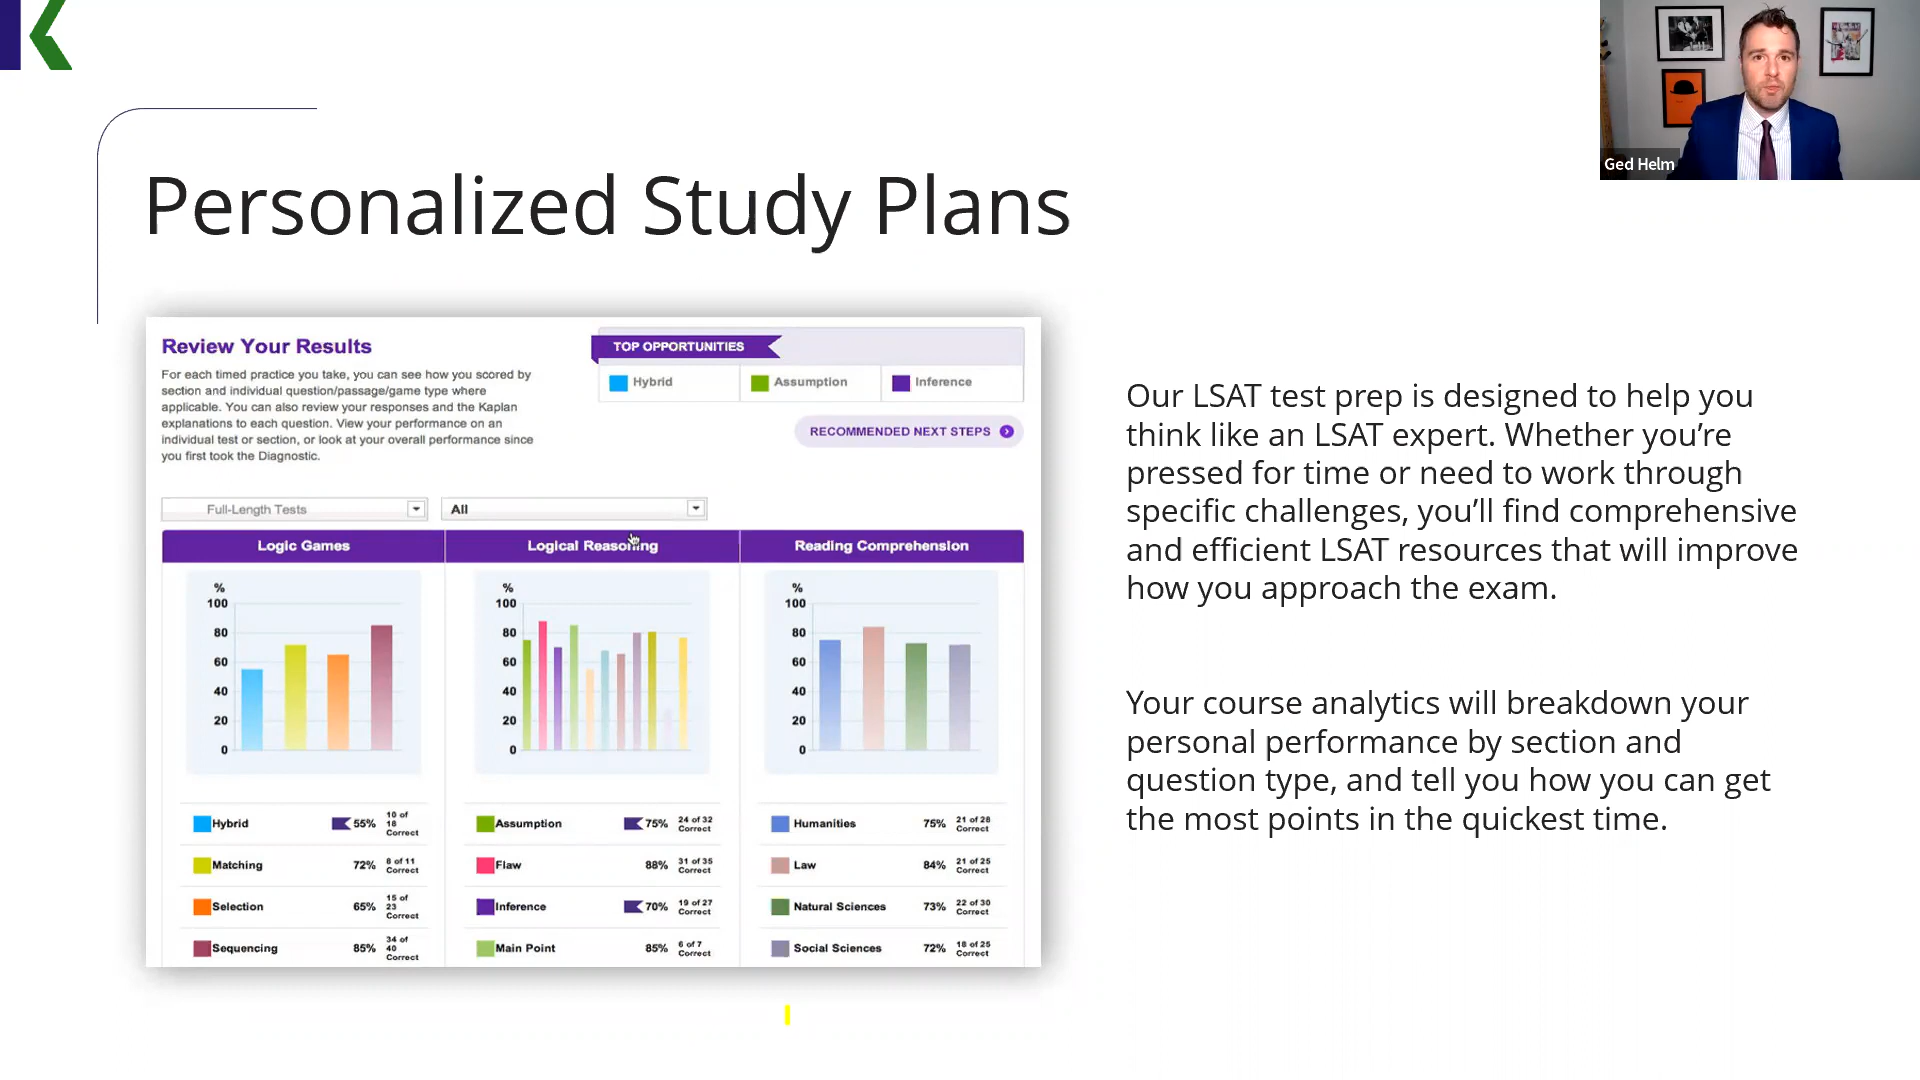 K
Ged Helm
Personalized Study Plans
Review Your Results
For each timed practice you take, you can see how you scored by
section and individual question/passage/game type where
applicable. You can also review your responses and the Kaplan
explanations to each question. View your performance on an
individual test or section, or look at your overall performance since
you first took the Diagnostic.
TOP OPPORTUNITIES
Hybrid
Assumption
Inference
RECOMMENDED NEXT STEPS
Full-Length Tests
All
Logic Games
%
100
80
60
40
20
0
Hybrid 55% 10 of
18
Correct
Matching 72% 8 of 11
Correct
Selection 65% 15 of
23
Correct
Sequencing 85% 34 of
40
Correct
Logical Reasoning
%
100
80
60
40
20
0
Assumption 75% 24 of 32
Correct
Flaw 88% 31 of 35
Correct
Inference 70% 19 of 27
Correct
Main Point 85% 6 of 7
Correct
Reading Comprehension
%
100
80
60
40
20
0
Humanities 75% 21 of 28
Correct
Law 84% 21 of 25
Correct
Natural Sciences 73% 22 of 30
Correct
Social Sciences 72% 18 of 25
Correct
Our LSAT test prep is designed to help you
think like an LSAT expert. Whether you’re
pressed for time or need to work through
specific challenges, you’ll find comprehensive
and efficient LSAT resources that will improve
how you approach the exam.
Your course analytics will breakdown your
personal performance by section and
question type, and tell you how you can get
the most points in the quickest time.